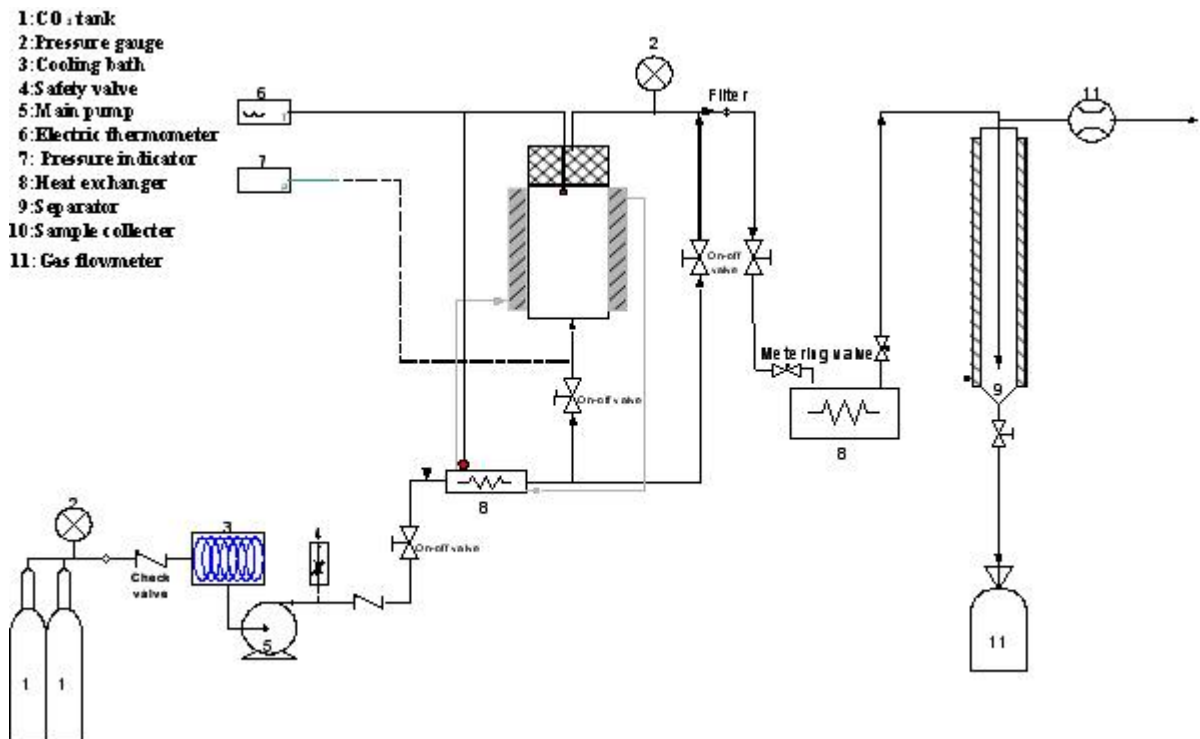 1:CO₂ tank
2:Pressure gauge
3:Cooling bath
4:Safety valve
5:Main pump
6:Electric thermometer
7: Pressure indicator
8:Heat exchanger
9:Separator
10:Sample collecter
11: Gas flowmeter
6
7
2
Filter
11
On-off
valve
Metering valve
8
9
On-off valve
8
2
3
4
On-off valve
Check
valve
5
1
1
11